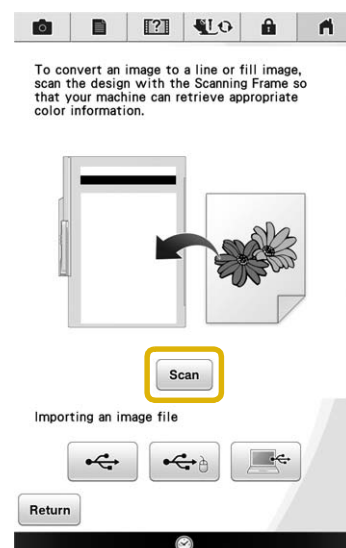 To convert an image to a line or fill image,
scan the design with the Scanning Frame so
that your machine can retrieve appropriate
color information.
Scan
Importing an image file
Return